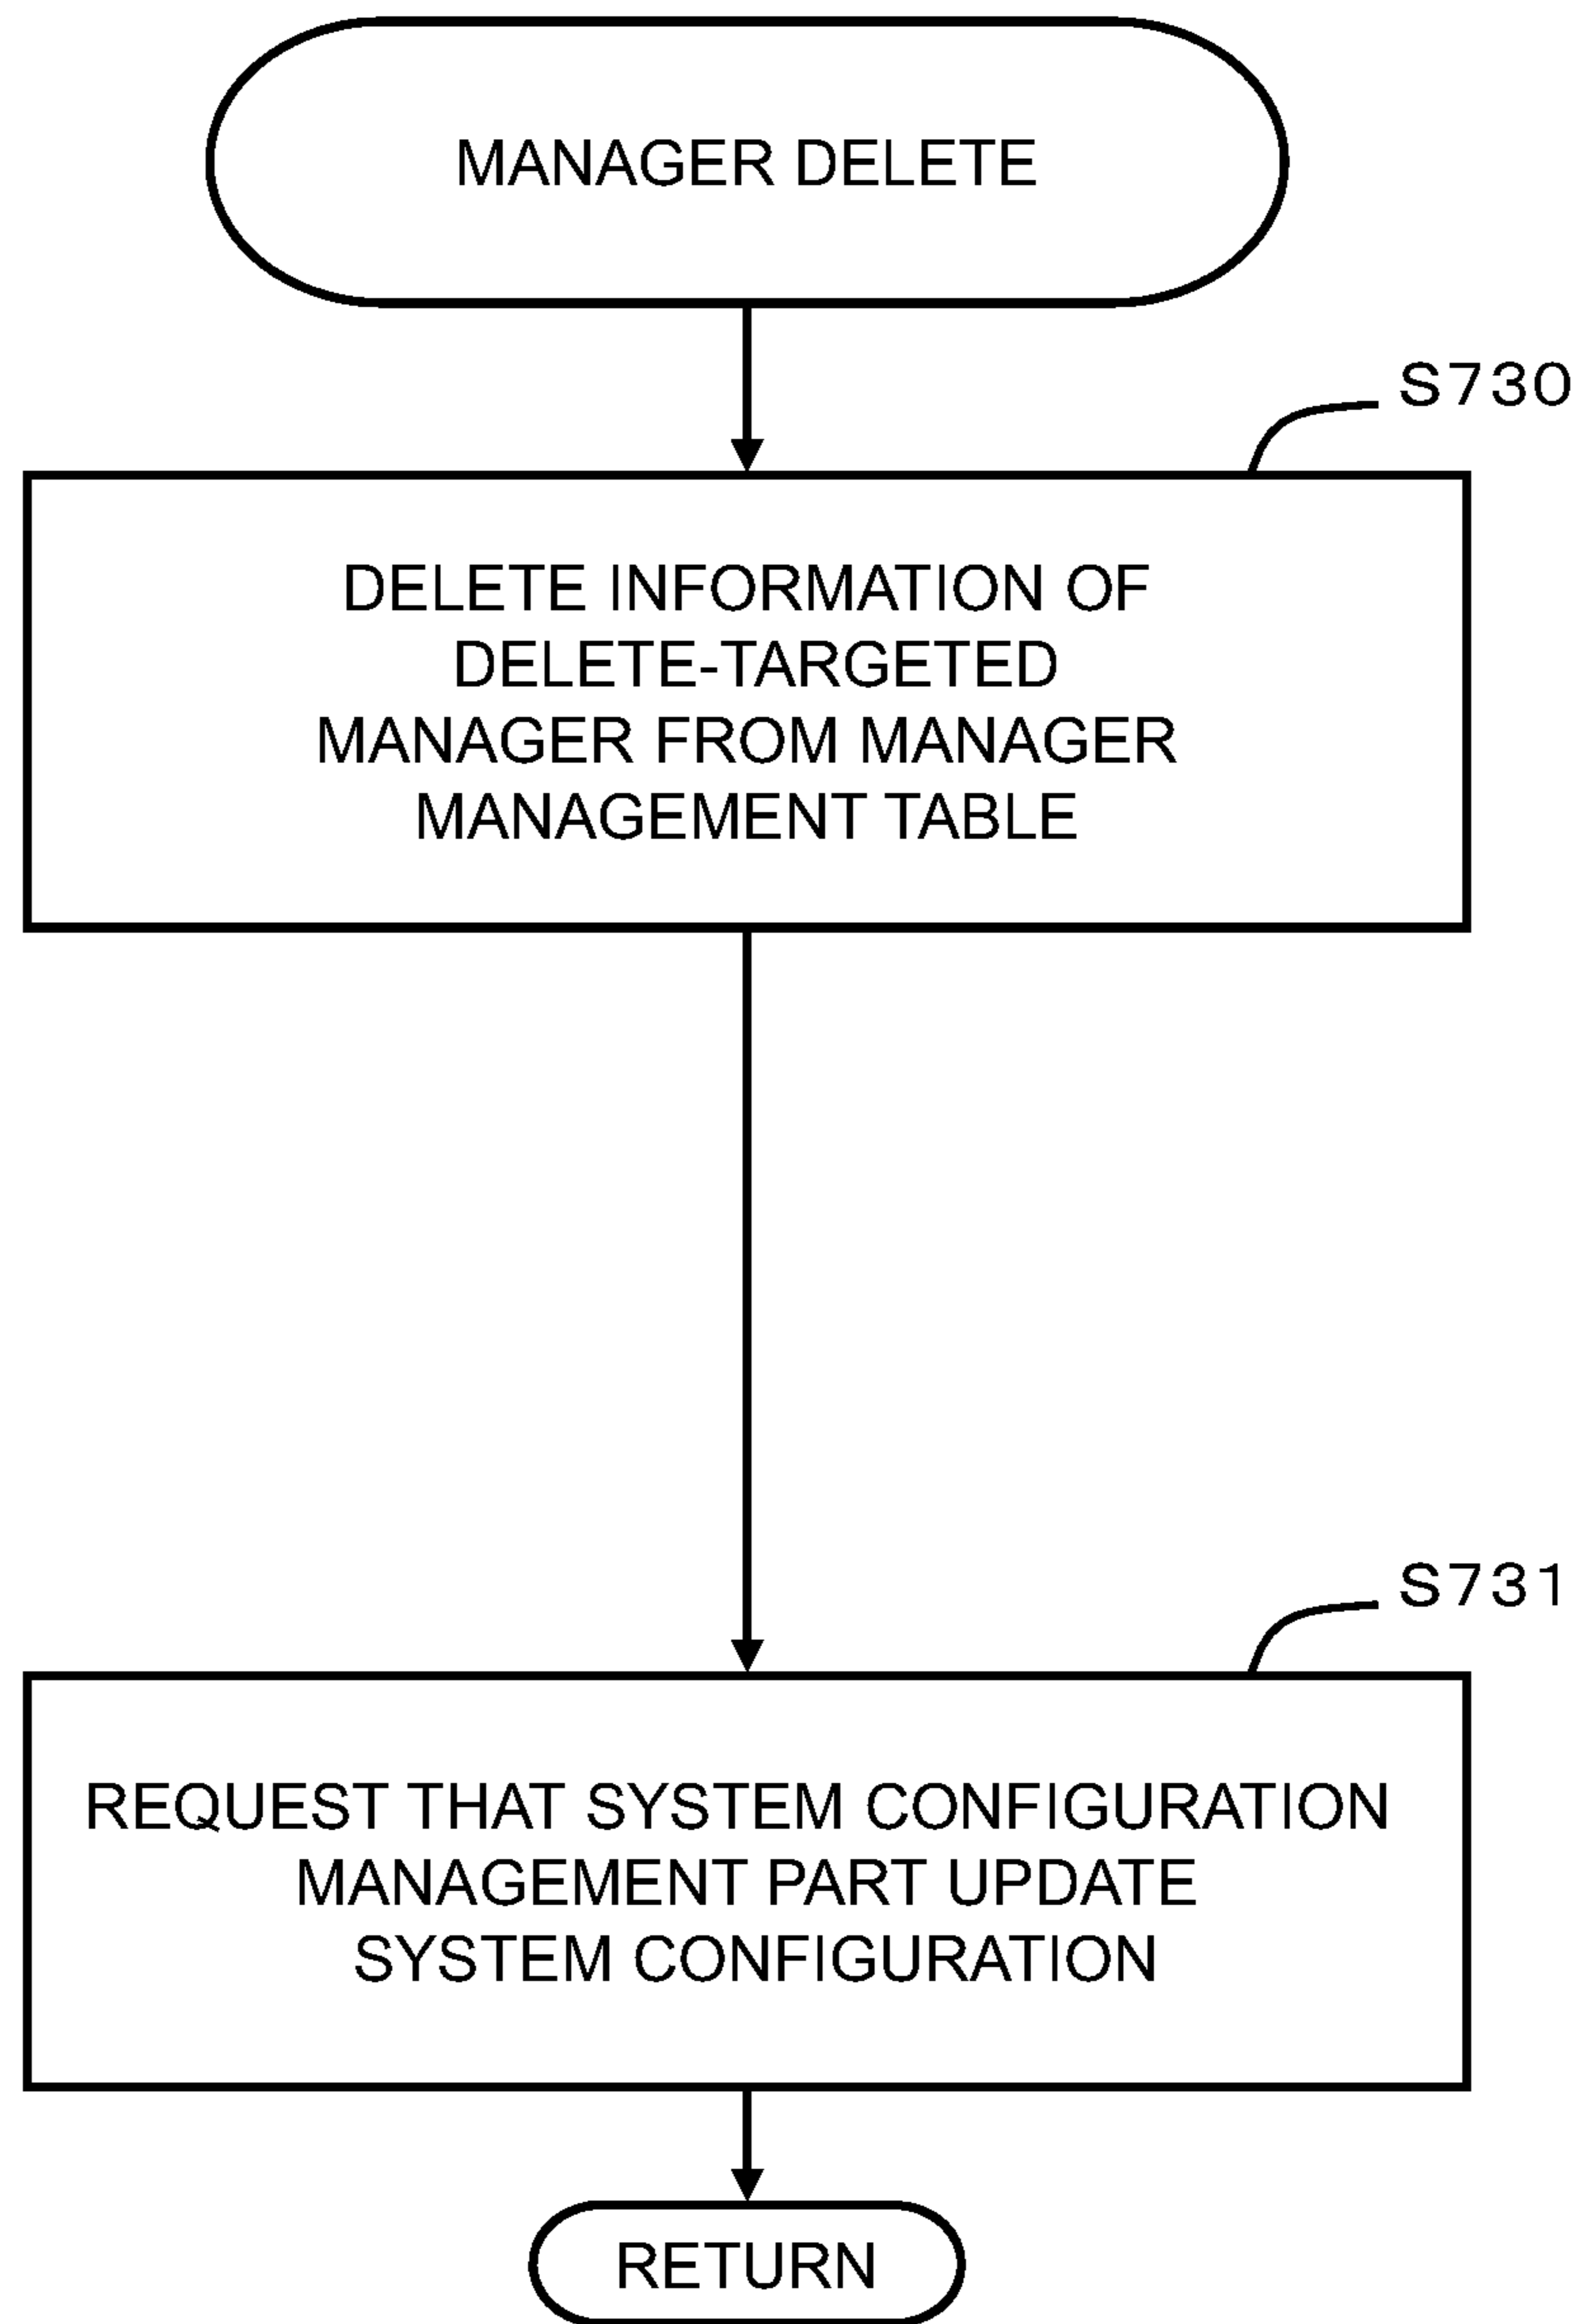 MANAGER DELETE
S730
DELETE INFORMATION OF
DELETE-TARGETED
MANAGER FROM MANAGER
MANAGEMENT TABLE
S731
REQUEST THAT SYSTEM CONFIGURATION
MANAGEMENT PART UPDATE
SYSTEM CONFIGURATION
RETURN